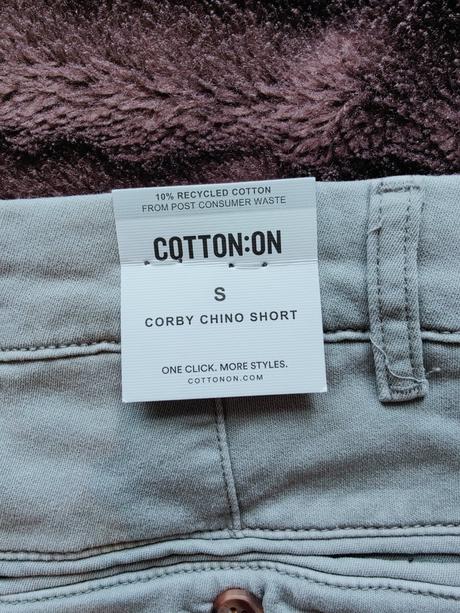 10% RECYCLED COTTON
FROM POST CONSUMER WASTE
COTTON:ON
S
CORBY CHINO SHORT
ONE CLICK. MORE STYLES.
COTTONON.COM